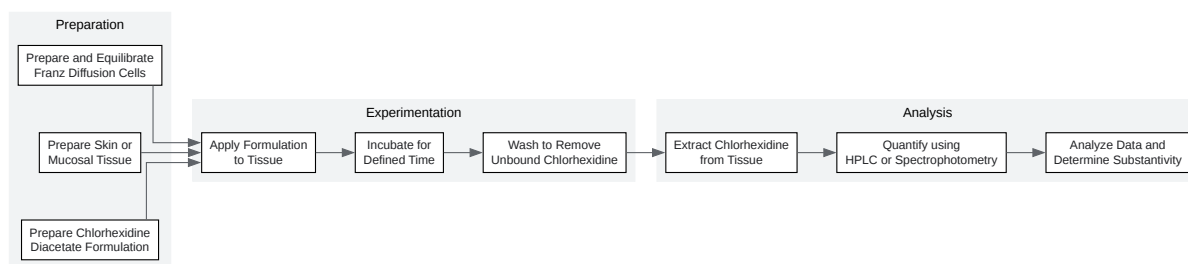 Preparation
Prepare and Equilibrate
Franz Diffusion Cells
Prepare Skin or
Mucosal Tissue
Prepare Chlorhexidine
Diacetate Formulation
Experimentation
Apply Formulation
to Tissue
Incubate for
Defined Time
Wash to Remove
Unbound Chlorhexidine
Analysis
Extract Chlorhexidine
from Tissue
Quantify using
HPLC or Spectrophotometry
Analyze Data and
Determine Substantivity